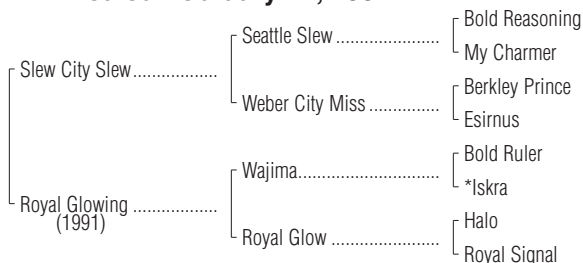 Bold Reasoning
Seattle Slew
My Charmer
Slew City Slew
Berkley Prince
Weber City Miss
Esirnus
Bold Ruler
Wajima
*Iskra
Royal Glowing
(1991)
Halo
Royal Glow
Royal Signal